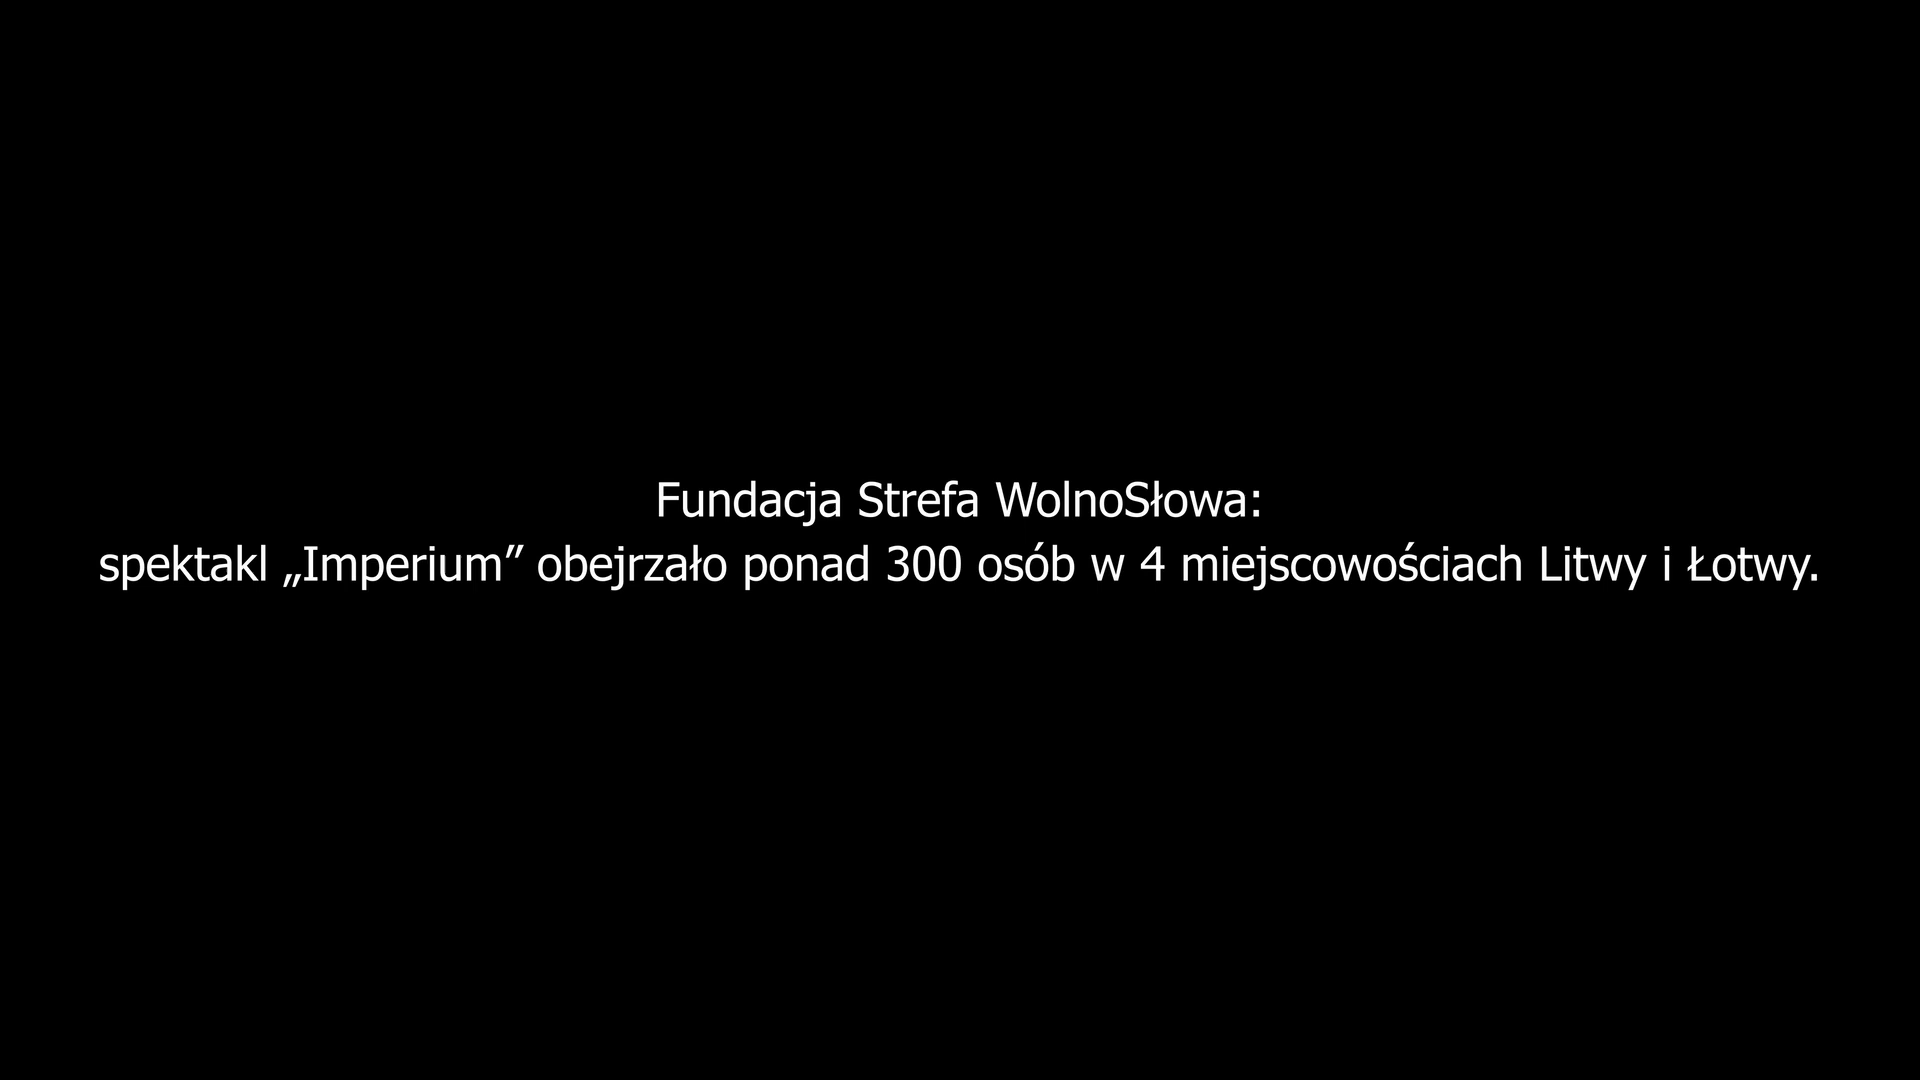 Fundacja Strefa WolnoSłowa:
spektakl „Imperium” obejrzało ponad 300 osób w 4 miejscowościach Litwy i Łotwy.